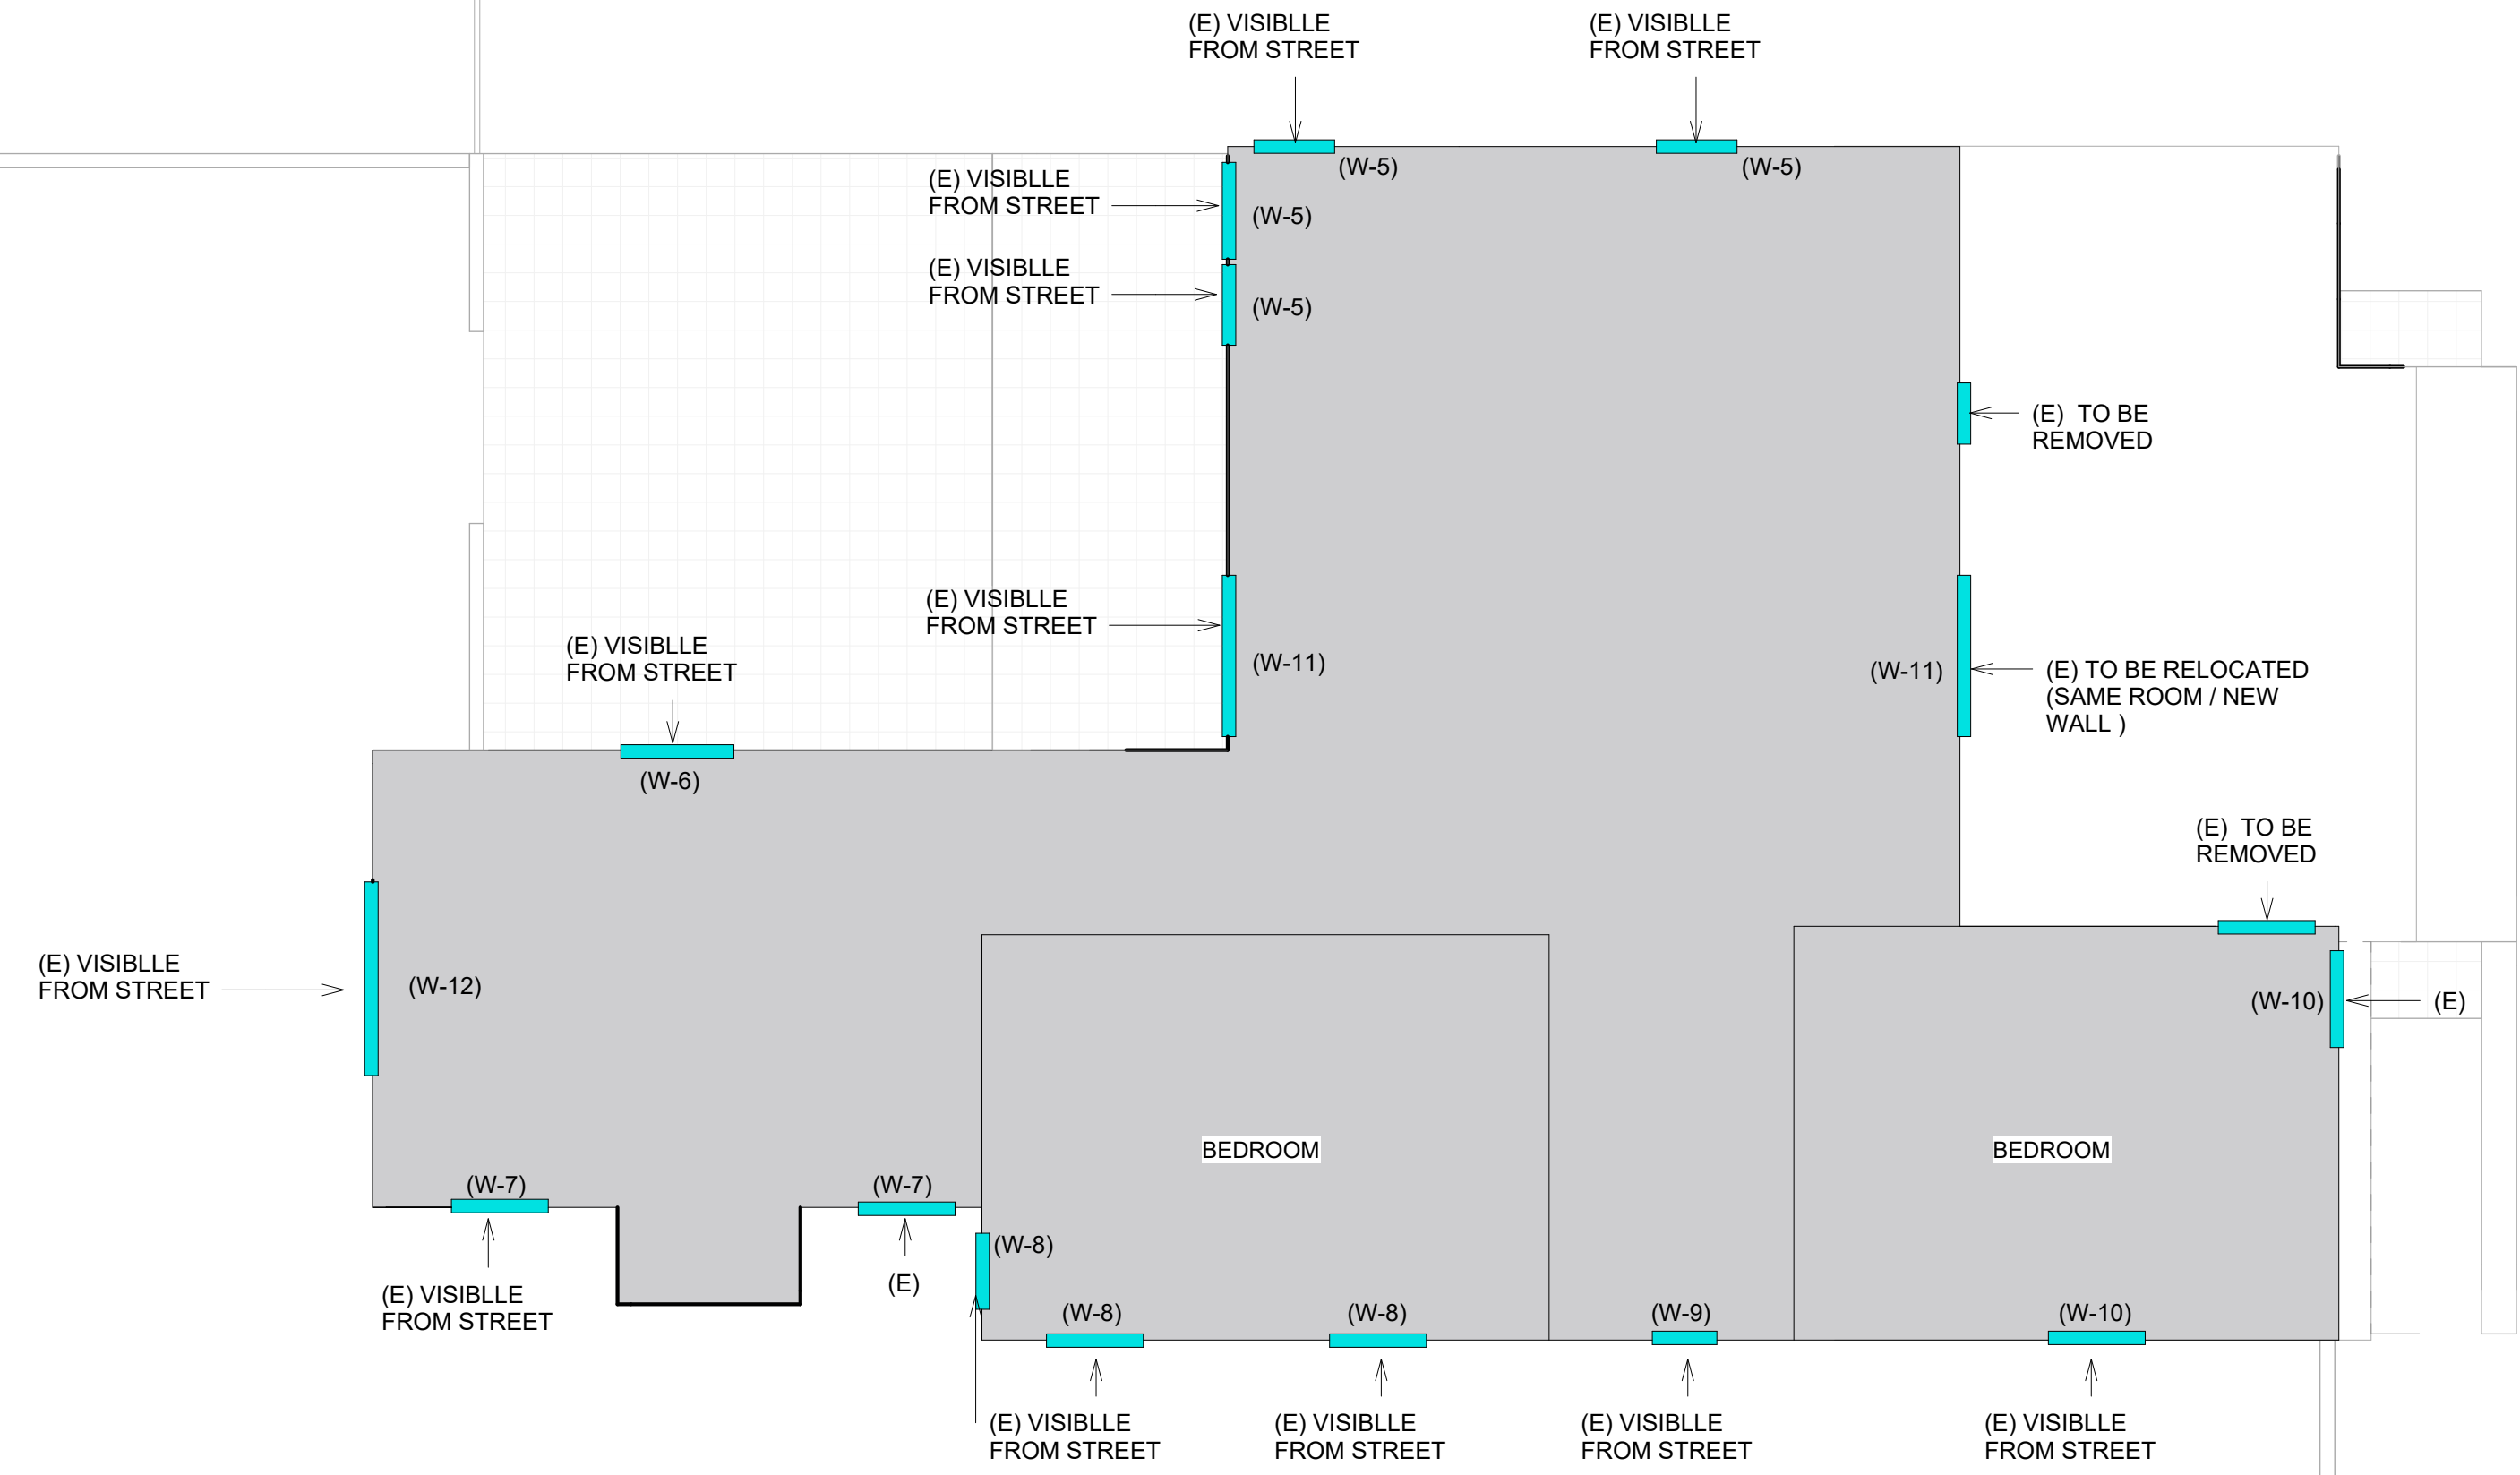 (E) VISIBLLE
FROM STREET
(E) VISIBLLE
FROM STREET
(W-5)
(W-5)
(E) VISIBLLE
FROM STREET
(W-5)
(E) VISIBLLE
FROM STREET
(W-5)
(E)  TO BE
REMOVED
(E) VISIBLLE
FROM STREET
(W-11)
(W-11)
(E) TO BE RELOCATED
(SAME ROOM / NEW
WALL )
(E) VISIBLLE
FROM STREET
(W-6)
(E)  TO BE
REMOVED
(E) VISIBLLE
FROM STREET
(W-12)
(W-10)
(E)
BEDROOM
BEDROOM
(W-7)
(W-7)
(W-8)
(E) VISIBLLE
FROM STREET
(E)
(W-8)
(W-8)
(W-9)
(W-10)
(E) VISIBLLE
FROM STREET
(E) VISIBLLE
FROM STREET
(E) VISIBLLE
FROM STREET
(E) VISIBLLE
FROM STREET